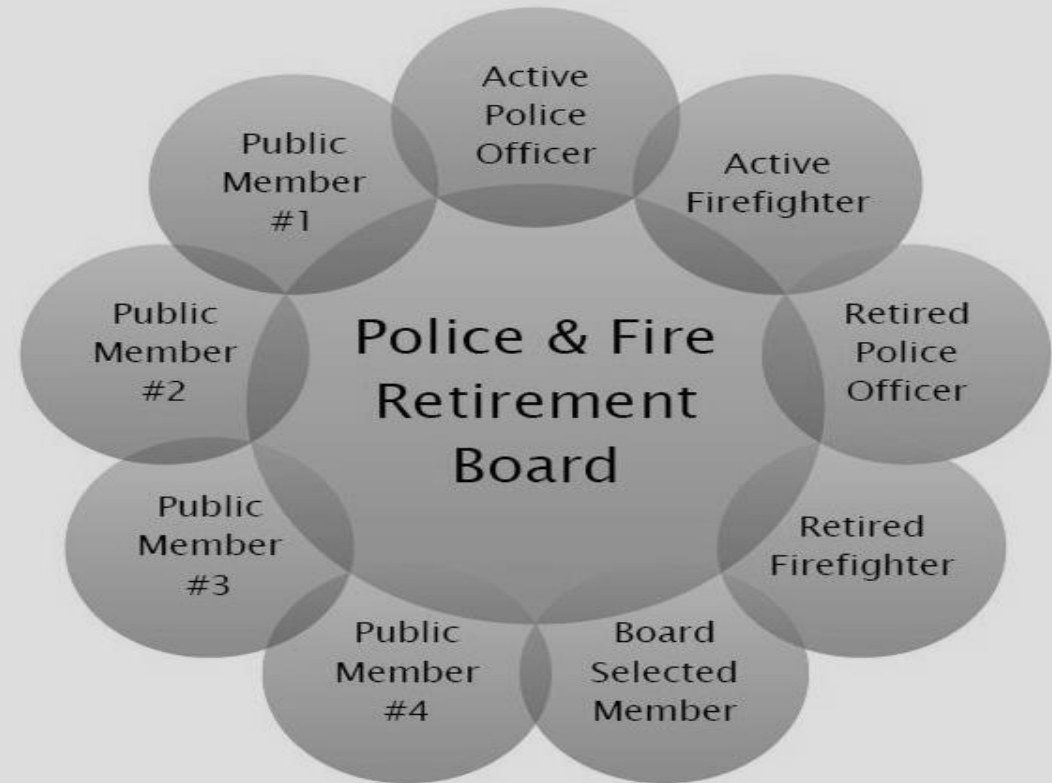 Active
Police
Officer
Active
Firefighter
Retired
Police
Officer
Retired
Firefighter
Board
Selected
Member
Public
Member
#4
Public
Member
#3
Public
Member
#2
Public
Member
#1
Police & Fire
Retirement
Board